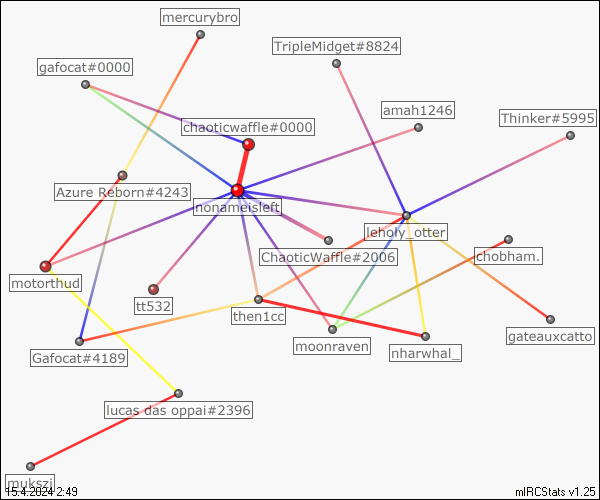 mercurybro
TripleMidget#8824
gafocat#0000
amah1246
Thinker#5995
chaoticwaffle#0000
Azure Reborn#4243
nonameisleft
leholy_otter
ChaoticWaffle#2006
chobham.
motorthud
tt532
then1cc
moonraven
nharwhal_
gateauxcatto
Gafocat#4189
lucas das oppai#2396
mukszi
15.4.2024 2:49
mIRCStats v1.25